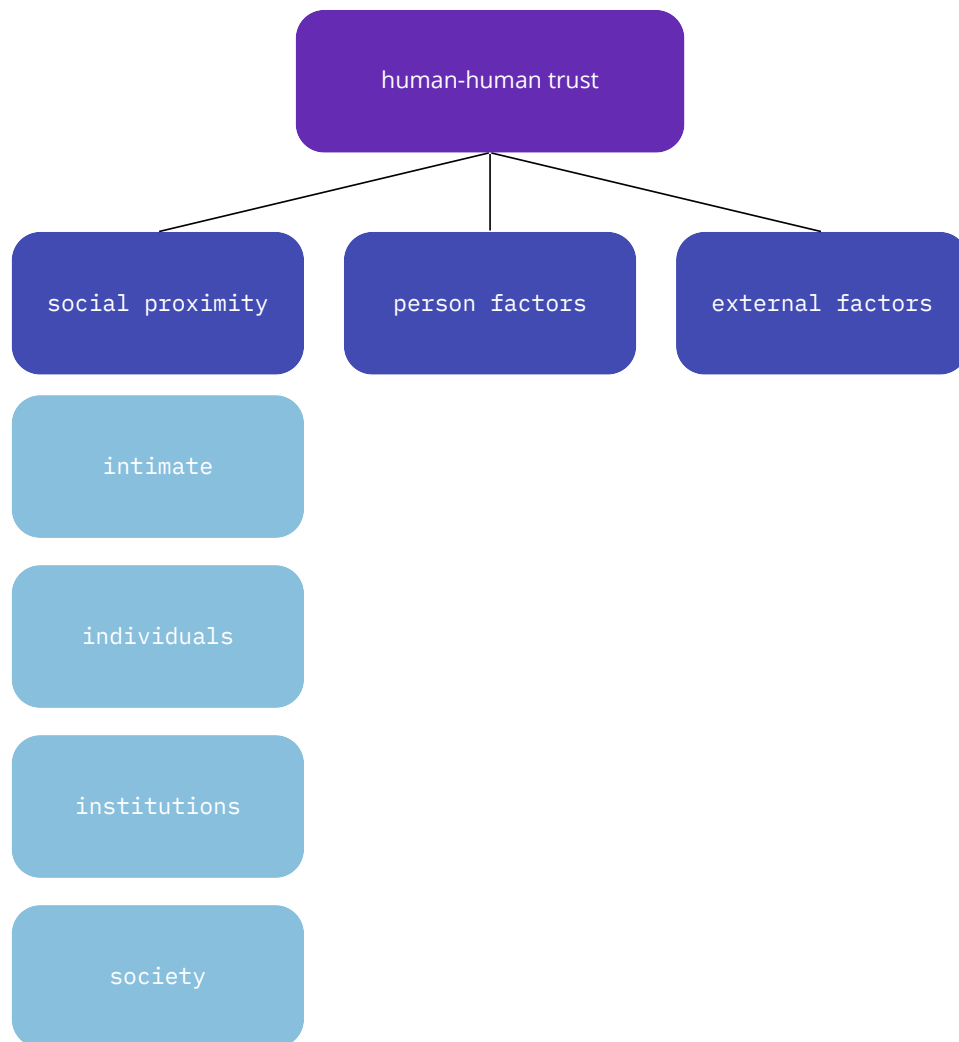 human-human trust
social proximity
person factors
external factors
intimate
individuals
institutions
society